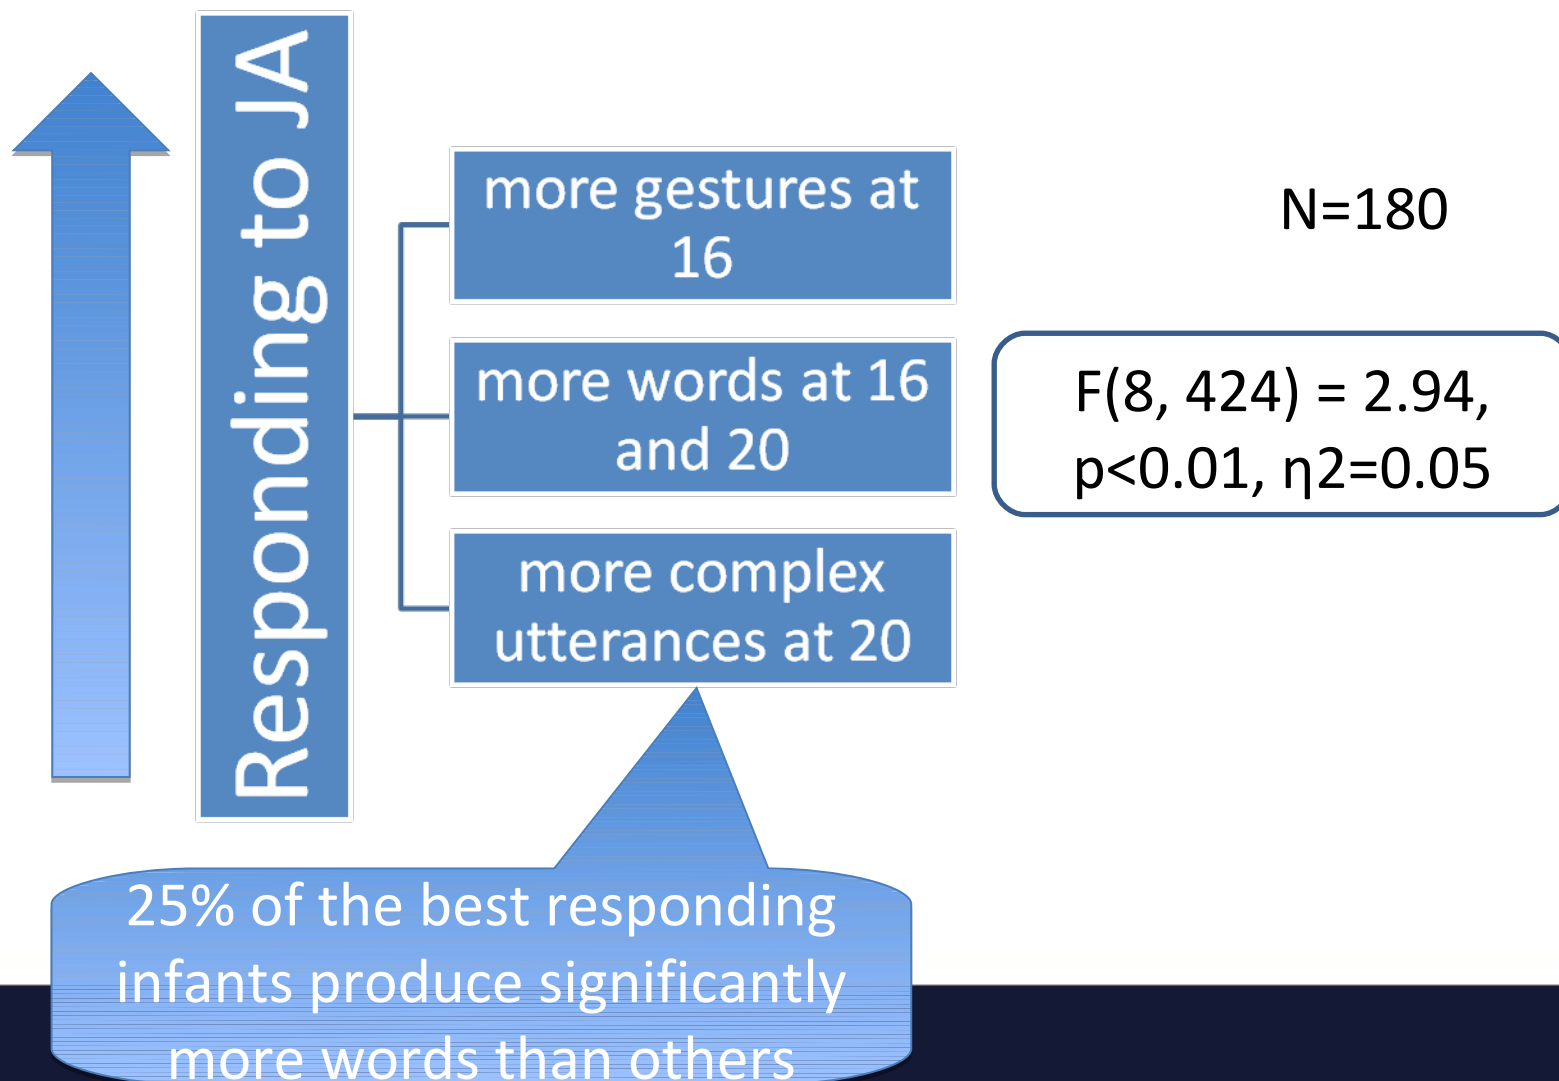 Responding to JA
more gestures at
16
more words at 16
and 20
more complex
utterances at 20
N=180
F(8, 424) = 2.94,
p<0.01, η2=0.05
25% of the best responding
infants produce significantly
more words than others